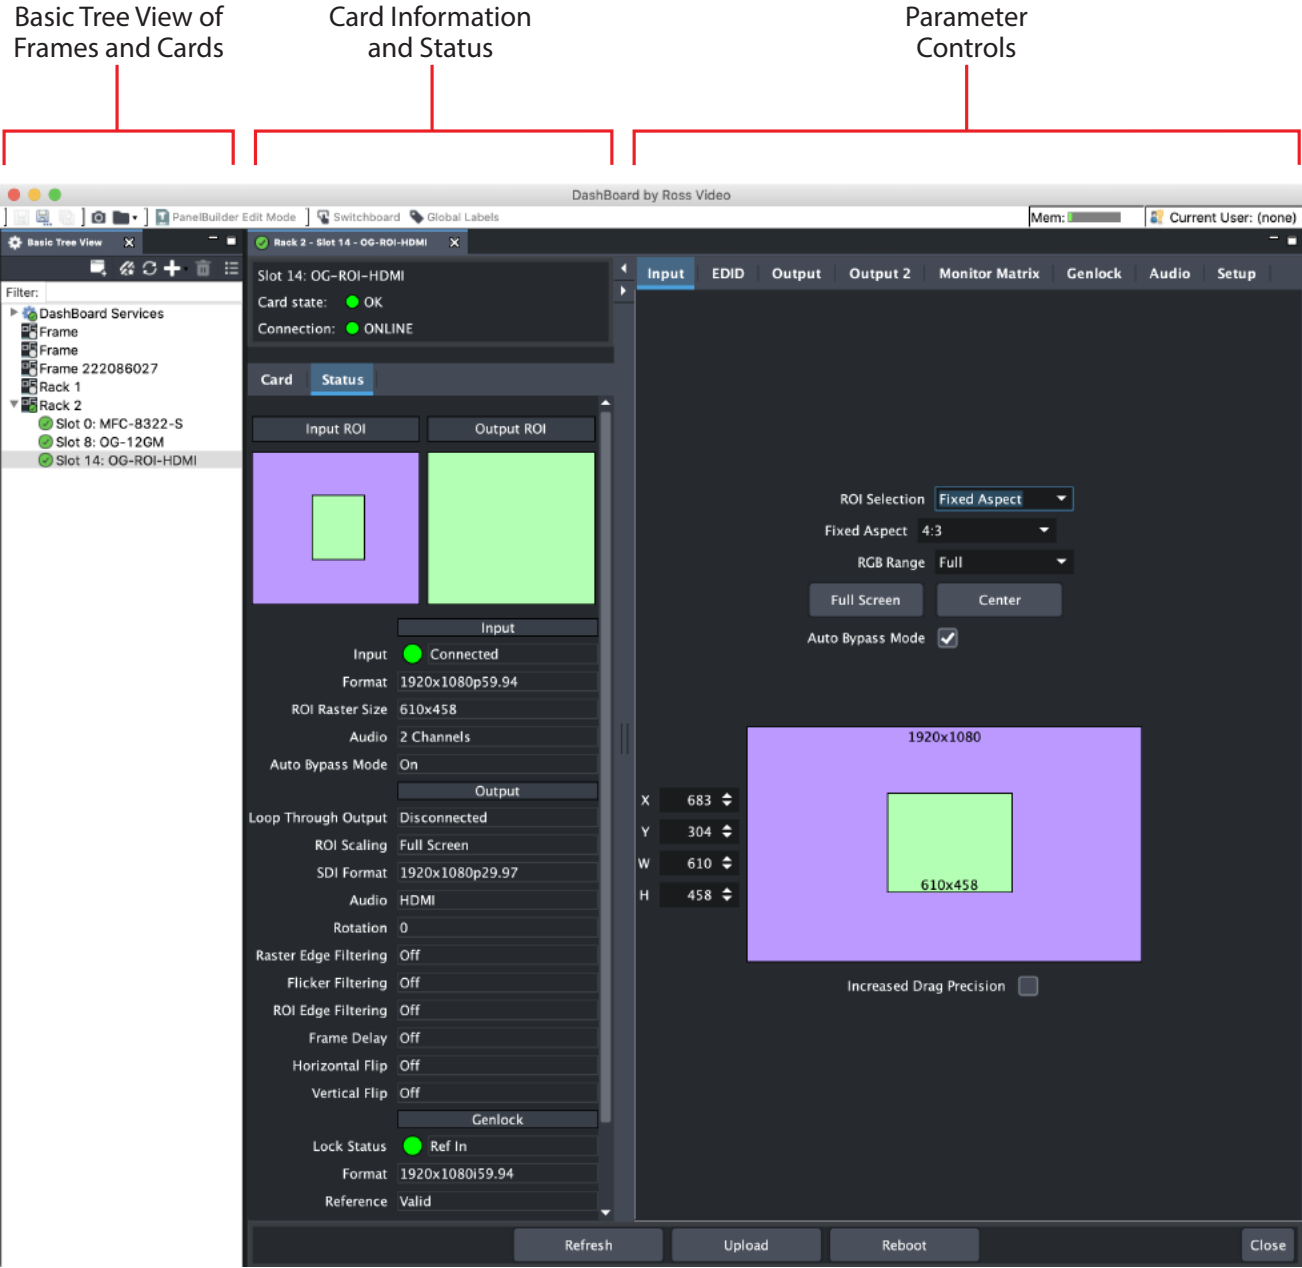 Basic Tree View of
Frames and Cards
Card Information
and Status
Parameter
Controls
DashBoard by Ross Video
PanelBuilder Edit Mode
Switchboard
Global Labels
Mem:
Current User: (none)
Basic Tree View
Rack 2 - Slot 14 - OG-ROI-HDMI
Filter:
DashBoard Services
Frame
Frame
Frame 222086027
Rack 1
Rack 2
Slot 0: MFC-8322-S
Slot 8: OG-12GM
Slot 14: OG-ROI-HDMI
Slot 14: OG-ROI-HDMI
Card state: OK
Connection: ONLINE
Card Status
Input ROI Output ROI
Input
Input Connected
Format 1920x1080p59.94
ROI Raster Size 610x458
Audio 2 Channels
Auto Bypass Mode On
Output
Loop Through Output Disconnected
ROI Scaling Full Screen
SDI Format 1920x1080p29.97
Audio HDMI
Rotation 0
Raster Edge Filtering Off
Flicker Filtering Off
ROI Edge Filtering Off
Frame Delay Off
Horizontal Flip Off
Vertical Flip Off
Genlock
Lock Status Ref In
Format 1920x1080i59.94
Reference Valid
Input EDID Output Output 2 Monitor Matrix Genlock Audio Setup
ROI Selection Fixed Aspect
Fixed Aspect 4:3
RGB Range Full
Full Screen Center
Auto Bypass Mode
1920x1080
X 683
Y 304
W 610
H 458
610x458
Increased Drag Precision
Refresh Upload Reboot Close